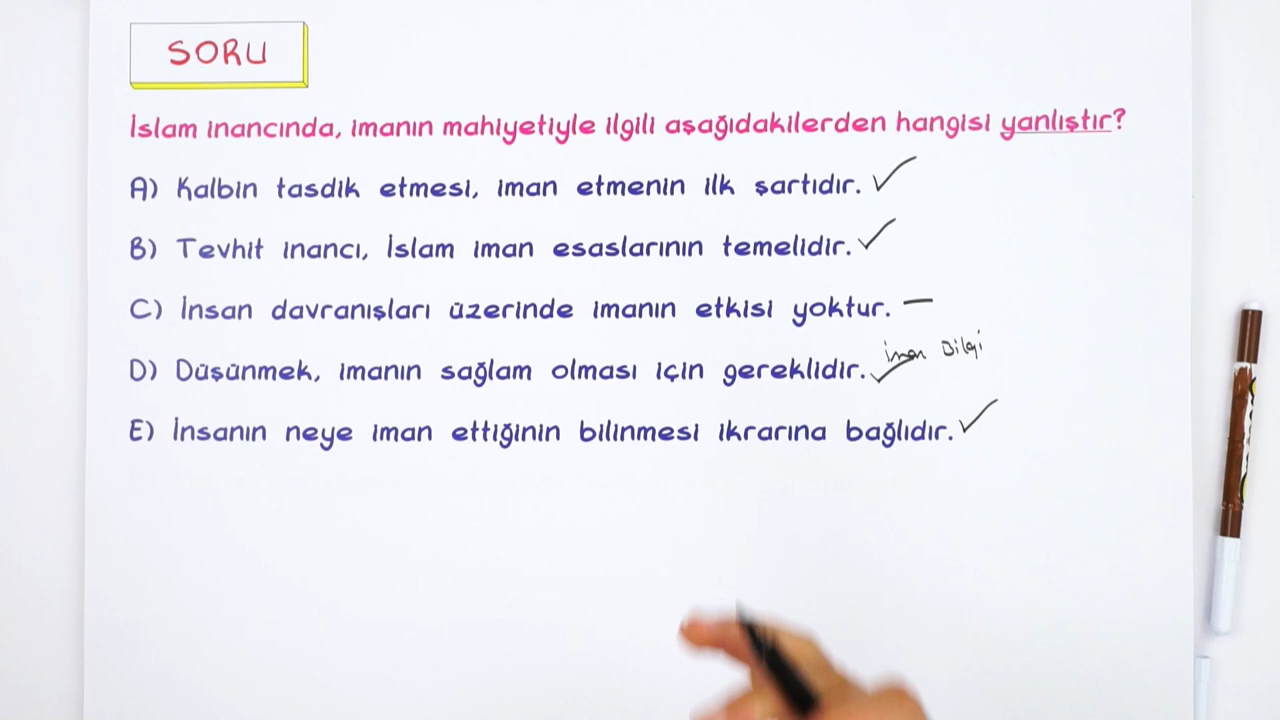 SORU
İslam inancında, imanın mahiyetiyle ilgili aşağıdakilerden hangisi yanlıştır?
A) Kalbin tasdik etmesi, iman etmenin ilk şartıdır.
B) Tevhit inancı, İslam iman esaslarının temelidir.
C) İnsan davranışları üzerinde imanın etkisi yoktur.
iman Bilgi
D) Düşünmek, imanın sağlam olması için gereklidir.
E) İnsanın neye iman ettiğinin bilinmesi ikrarına bağlıdır.